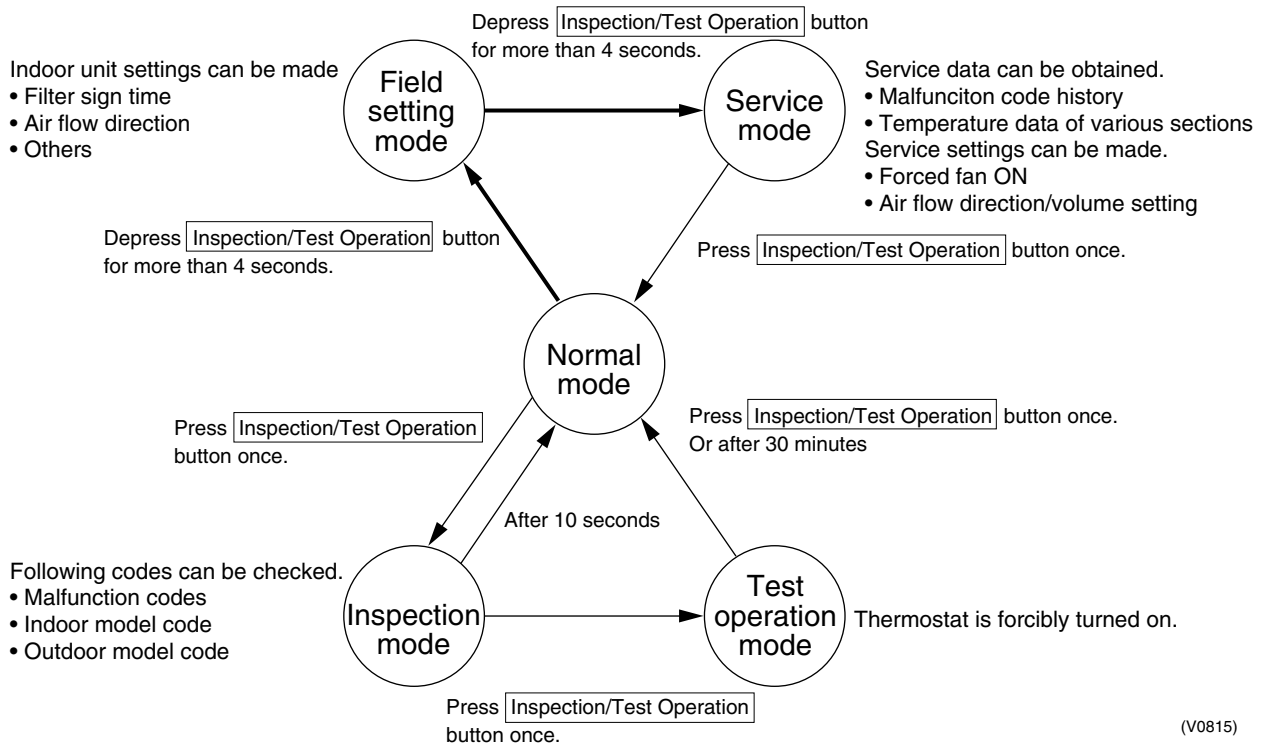 Depress Inspection/Test Operation button
for more than 4 seconds.
Indoor unit settings can be made
• Filter sign time
• Air flow direction
• Others
Field
setting
mode
Service
mode
Service data can be obtained.
• Malfunciton code history
• Temperature data of various sections
Service settings can be made.
• Forced fan ON
• Air flow direction/volume setting
Depress Inspection/Test Operation button
for more than 4 seconds.
Press Inspection/Test Operation button once.
Normal
mode
Press Inspection/Test Operation
button once.
Press Inspection/Test Operation button once.
Or after 30 minutes
After 10 seconds
Following codes can be checked.
• Malfunction codes
• Indoor model code
• Outdoor model code
Inspection
mode
Test
operation
mode
Thermostat is forcibly turned on.
Press Inspection/Test Operation
button once.
(V0815)